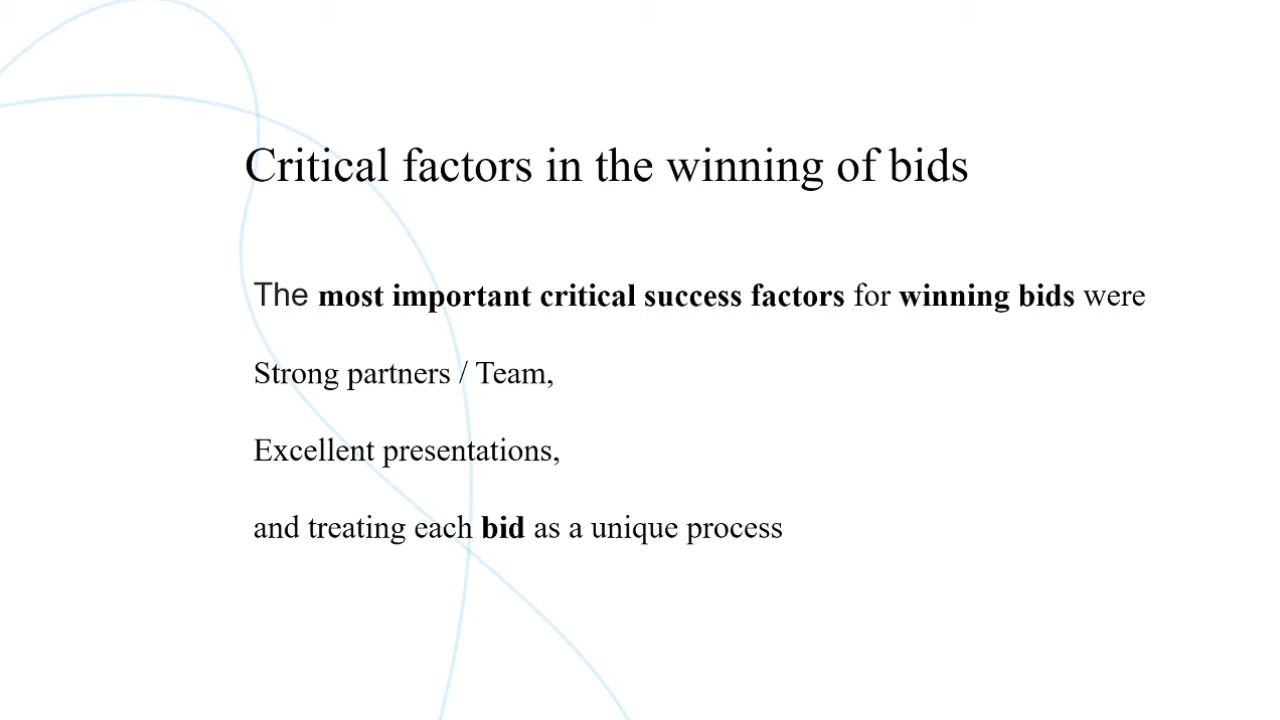 Critical factors in the winning of bids
The most important critical success factors for winning bids were
Strong partners / Team,
Excellent presentations,
and treating each bid as a unique process